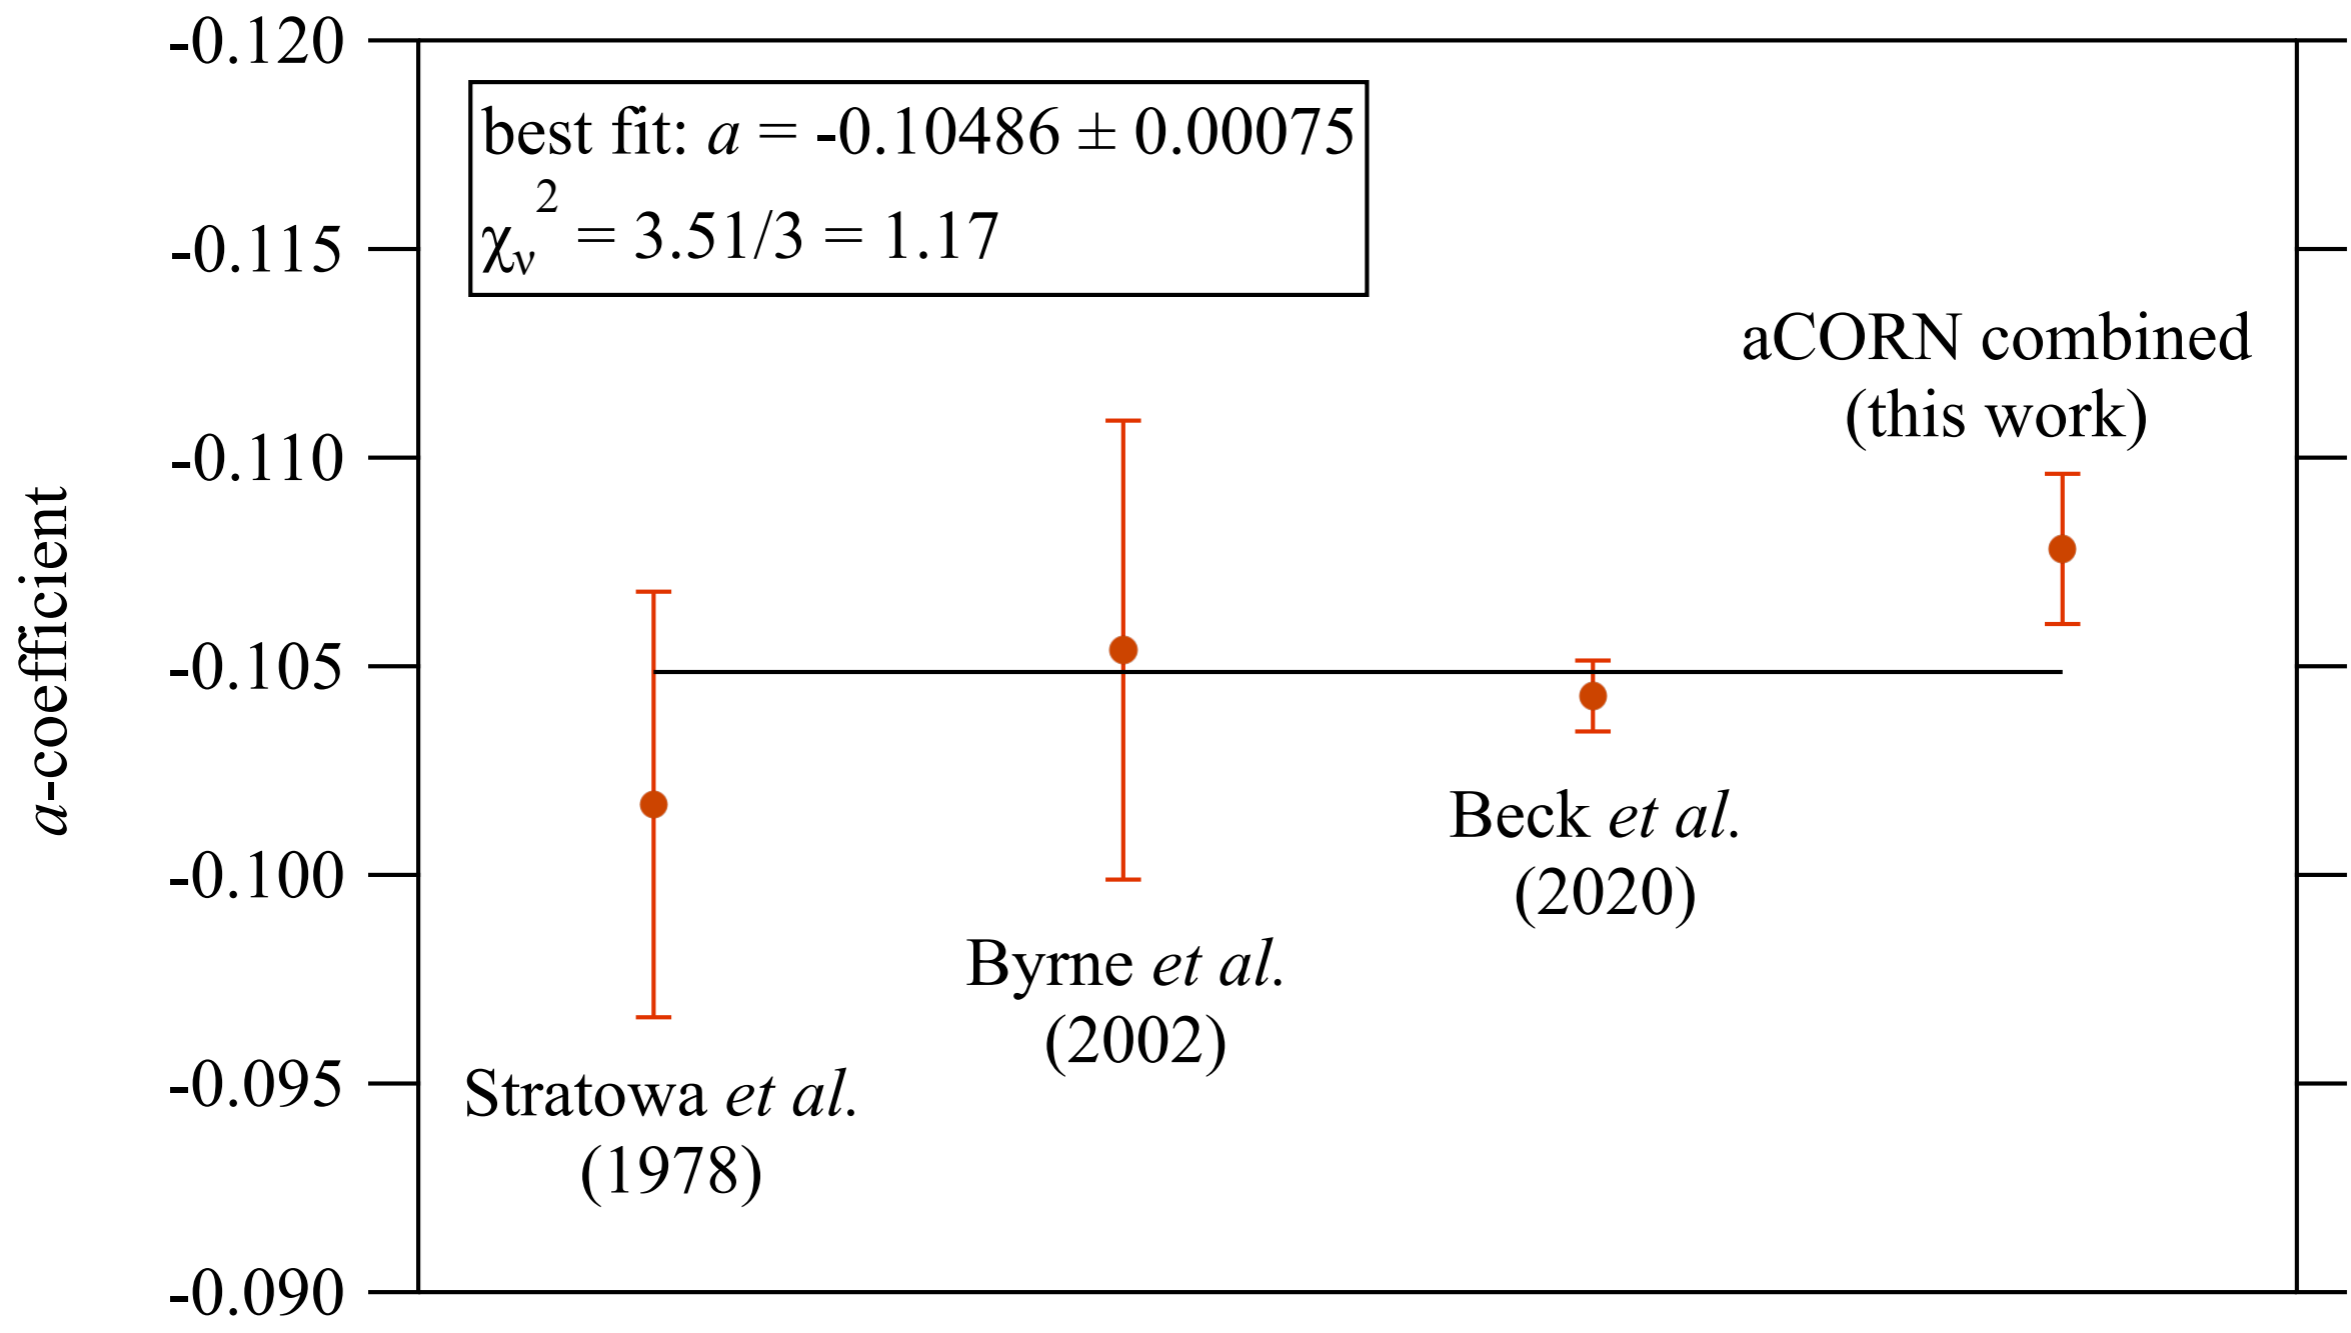 -0.120
-0.115
-0.110
-0.105
-0.100
-0.095
-0.090
a-coefficient
best fit: a = -0.10486 ± 0.00075
χν² = 3.51/3 = 1.17
aCORN combined
(this work)
Beck et al.
(2020)
Byrne et al.
(2002)
Stratowa et al.
(1978)